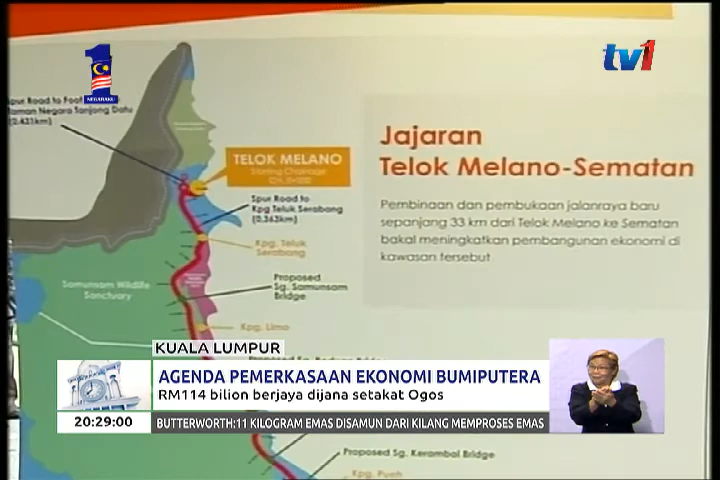 1
NEGARAKU
tv1
Spur Road to
Taman Negara Tanjong Datu
(2.431km)
TELOK MELANO
Starting Chainage
Spur Road to
Kpg Teluk Serabang
(0.363km)
Kpg. Teluk
Serabang
Samunsam Wildlife
Sanctuary
Proposed
Sg. Samunsam
Bridge
Kpg. Limo
Jajaran
Telok Melano-Sematan
Pembinaan dan pembukaan jalanraya baru
sepanjang 33 km dari Telok Melano ke Sematan
bakal meningkatkan pembangunan ekonomi di
kawasan tersebut
KUALA LUMPUR
AGENDA PEMERKASAAN EKONOMI BUMIPUTERA
RM114 bilion berjaya dijana setakat Ogos
20:29:00
BUTTERWORTH:11 KILOGRAM EMAS DISAMUN DARI KILANG MEMPROSES EMAS
Proposed Sg. Kerambal Bridge
Kpg. Pueh